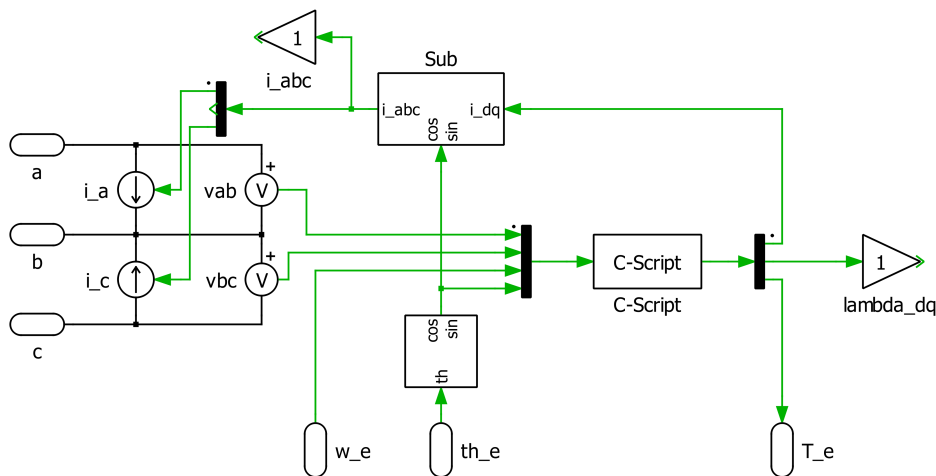 1
i_abc
Sub
i_abc
i_dq
cos
sin
a
i_a
vab
V
b
i_c
vbc
V
c
C-Script
C-Script
1
lambda_dq
cos
sin
th
w_e
th_e
T_e